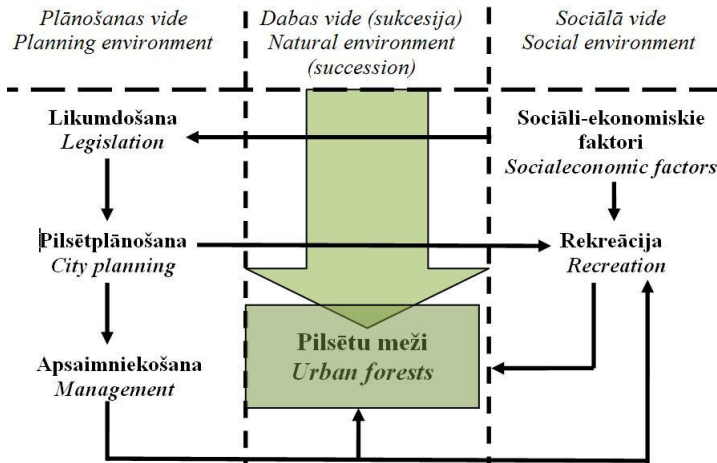 Plānošanas vide
Planning environment
Dabas vide (sukcesija)
Natural environment
(succession)
Sociālā vide
Social environment
Likumdošana
Legislation
Sociāli-ekonomiskie
faktori
Socialeconomic factors
Pilsētplānošana
City planning
Rekreācija
Recreation
Pilsētu meži
Urban forests
Apsaimniekošana
Management